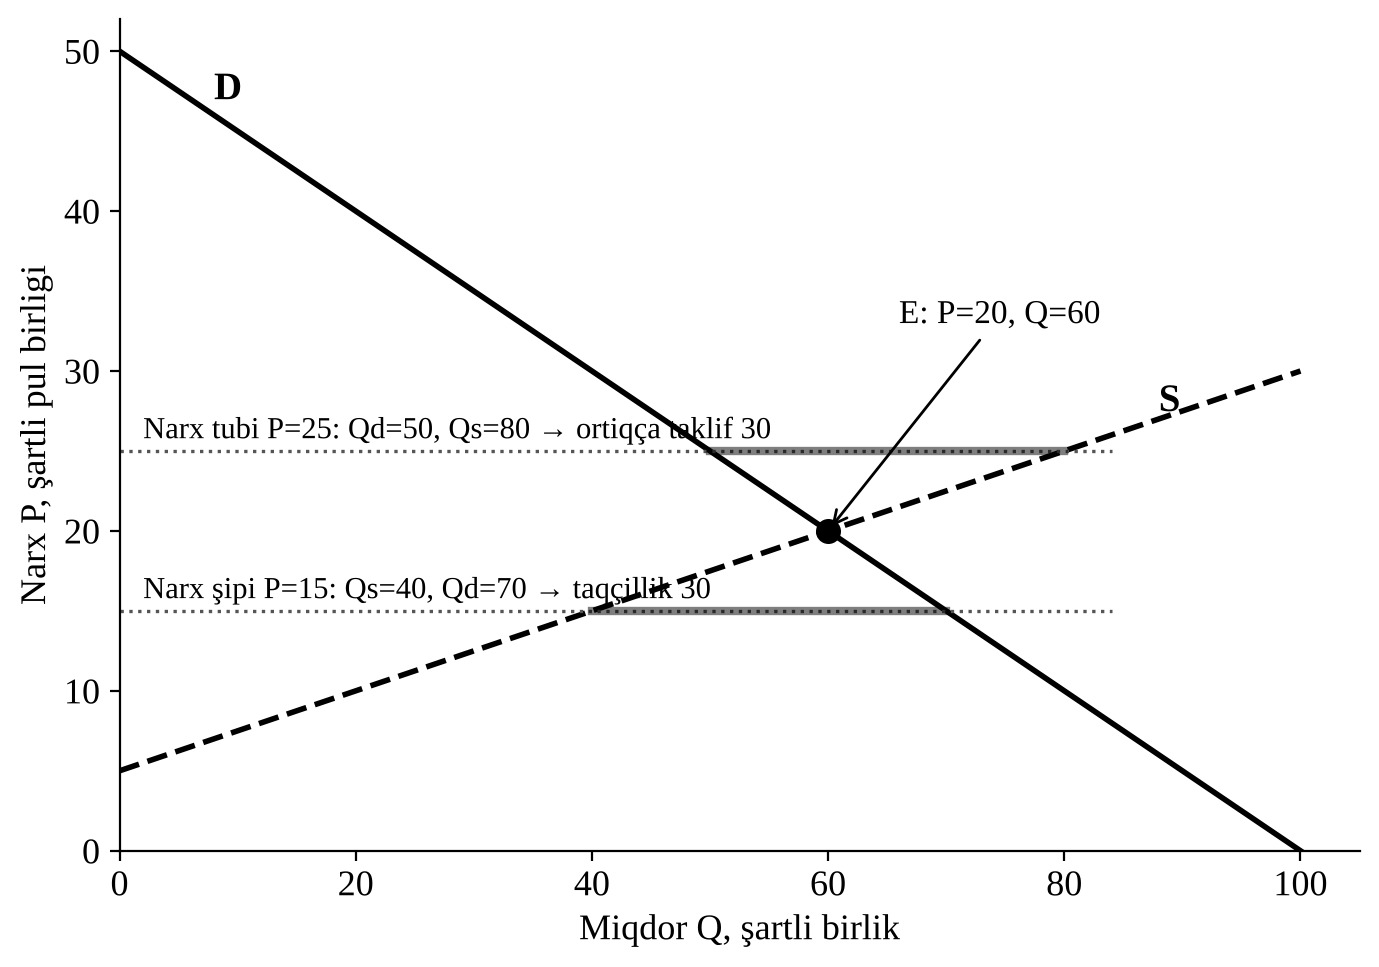 50
D
40
E: P=20, Q=60
30
S
Narx tubi P=25: Qd=50, Qs=80 → ortiqça taklif 30
20
Narx şipi P=15: Qs=40, Qd=70 → taqçillik 30
10
0
Narx P, şartli pul birligi
0 20 40 60 80 100
Miqdor Q, şartli birlik